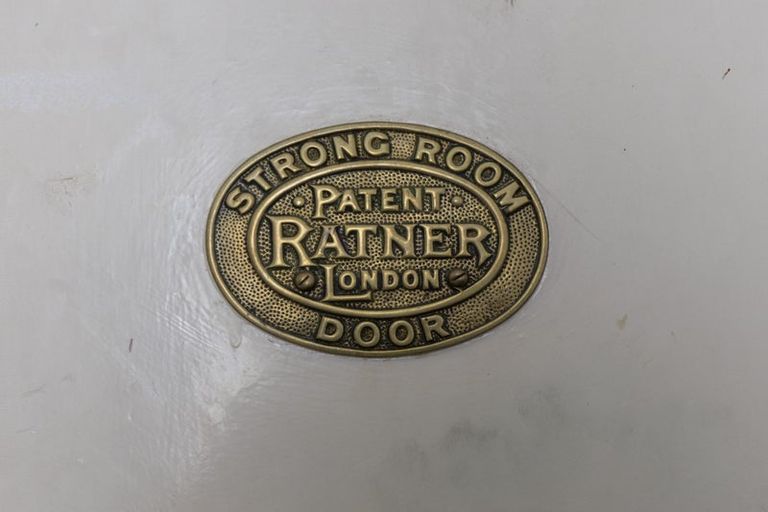 STRONG ROOM
PATENT
RATNER
LONDON
DOOR